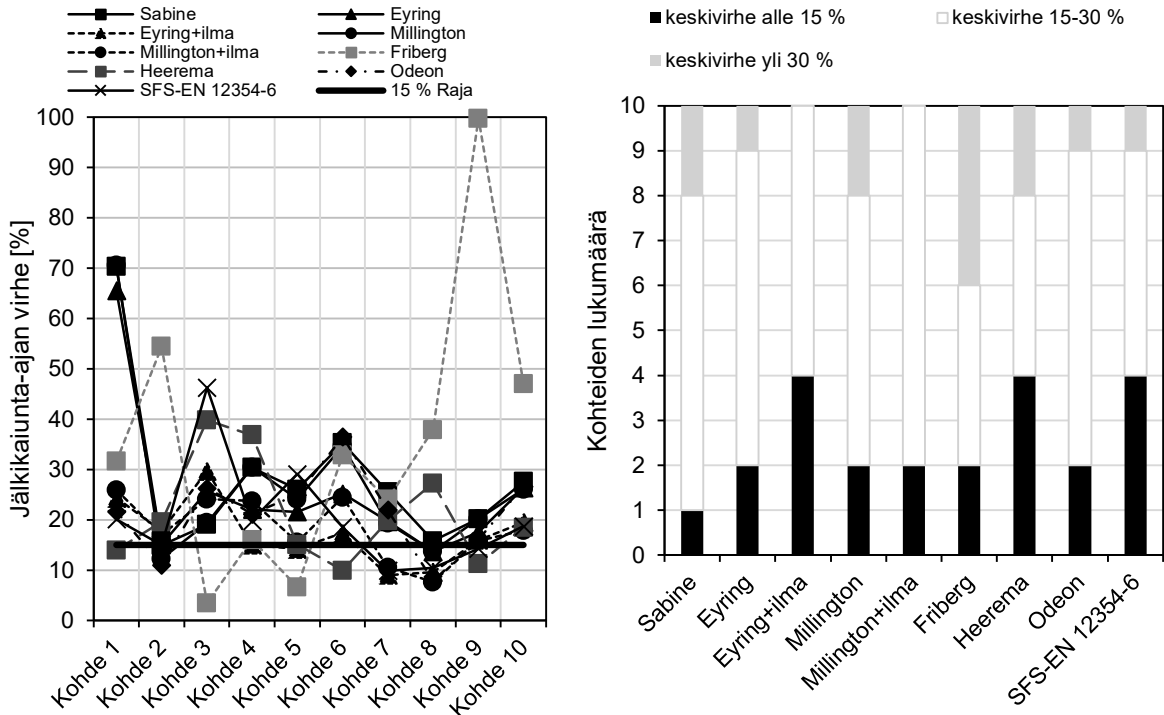 Sabine
Eyring
Eyring+ilma
Millington
Millington+ilma
Friberg
Heerema
Odeon
SFS-EN 12354-6
15 % Raja
Jälkikaiunta-ajan virhe [%]
100
90
80
70
60
50
40
30
20
10
0
Kohde 1
Kohde 2
Kohde 3
Kohde 4
Kohde 5
Kohde 6
Kohde 7
Kohde 8
Kohde 9
Kohde 10
keskivirhe alle 15 %
keskivirhe 15-30 %
keskivirhe yli 30 %
Kohteiden lukumäärä
10
9
8
7
6
5
4
3
2
1
0
Sabine
Eyring
Eyring+ilma
Millington
Millington+ilma
Friberg
Heerema
Odeon
SFS-EN 12354-6